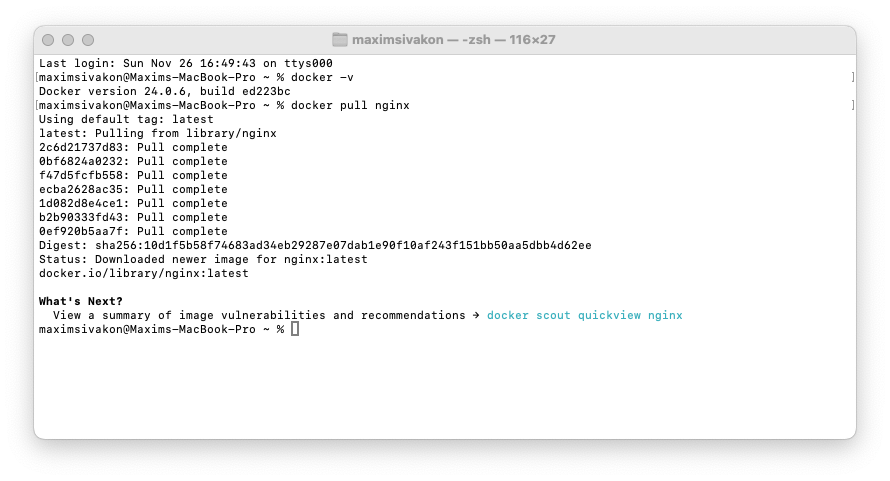 maximsivakon — -zsh — 116×27
Last login: Sun Nov 26 16:49:43 on ttys000
[maximsivakon@Maxims-MacBook-Pro ~ % docker -v ]
Docker version 24.0.6, build ed223bc
[maximsivakon@Maxims-MacBook-Pro ~ % docker pull nginx ]
Using default tag: latest
latest: Pulling from library/nginx
2c6d21737d83: Pull complete
0bf6824a0232: Pull complete
f47d5fcfb558: Pull complete
ecba2628ac35: Pull complete
1d082d8e4ce1: Pull complete
b2b90333fd43: Pull complete
0ef920b5aa7f: Pull complete
Digest: sha256:10d1f5b58f74683ad34eb29287e07dab1e90f10af243f151bb50aa5dbb4d62ee
Status: Downloaded newer image for nginx:latest
docker.io/library/nginx:latest
What's Next?
View a summary of image vulnerabilities and recommendations → docker scout quickview nginx
maximsivakon@Maxims-MacBook-Pro ~ %